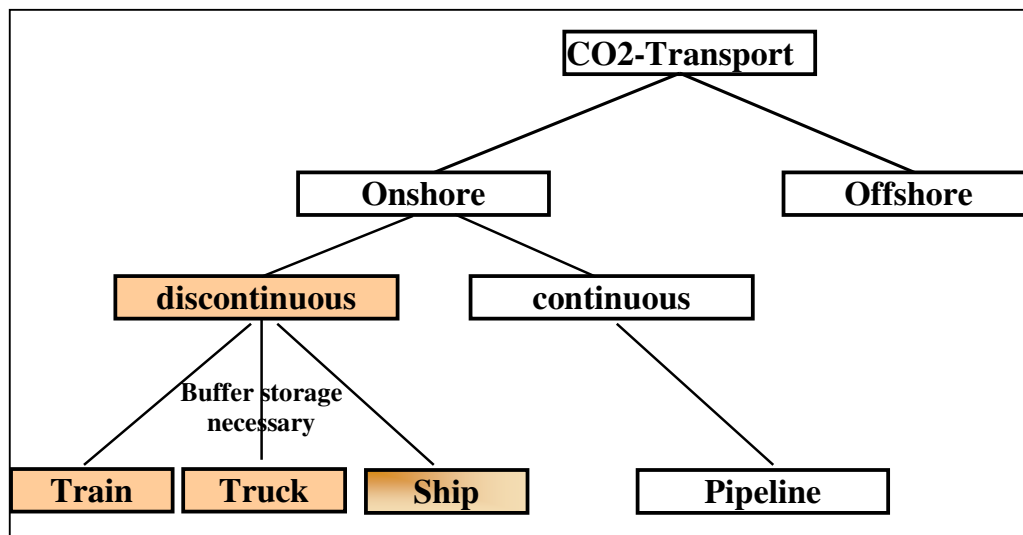 CO2-Transport
Onshore
Offshore
discontinuous
continuous
Buffer storage
necessary
Train
Truck
Ship
Pipeline